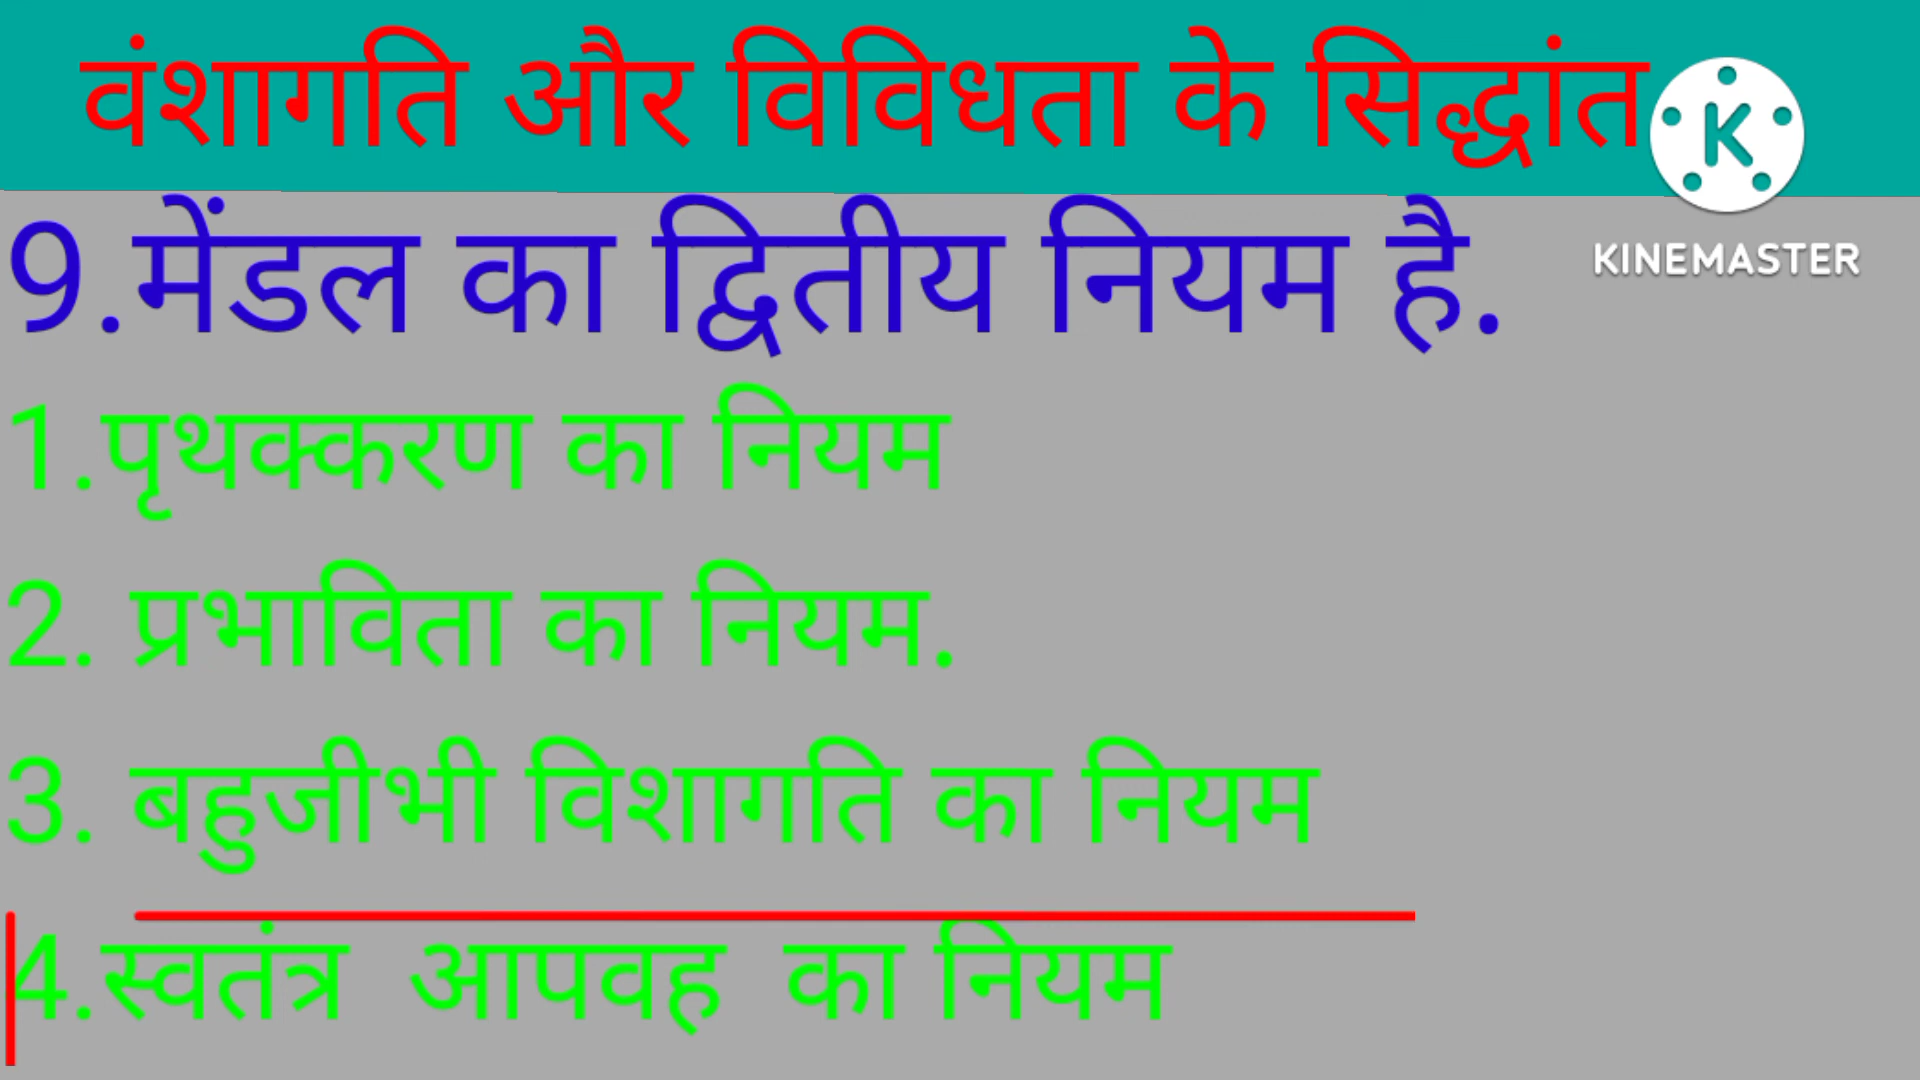 वंशागति और विविधता के सिद्धांत
K
KINEMASTER
9.मेंडल का द्वितीय नियम है.
1.पृथक्करण का नियम
2. प्रभाविता का नियम.
3. बहुजीभी विशागति का नियम
4.स्वतंत्र आपवह का नियम